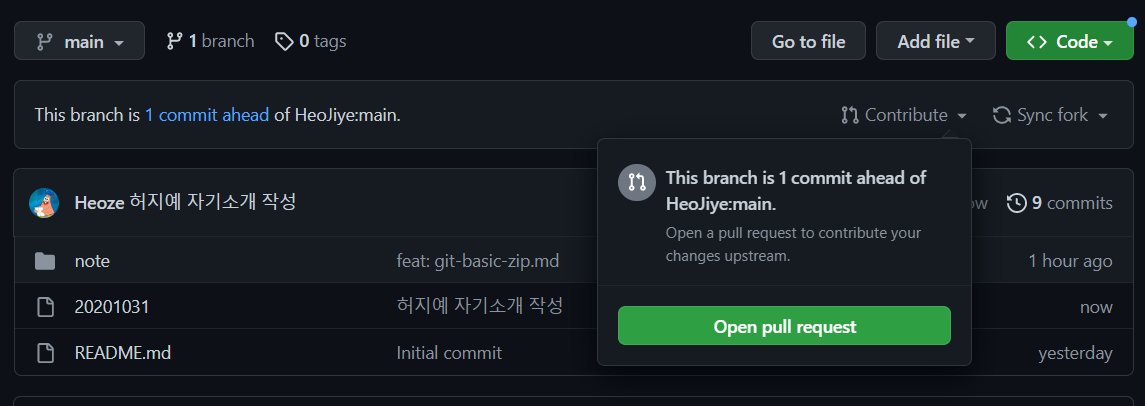 main 1 branch 0 tags Go to file Add file <> Code
This branch is 1 commit ahead of HeoJiye:main. Contribute Sync fork
This branch is 1 commit ahead of
HeoJiye:main.
Open a pull request to contribute your
changes upstream.
Open pull request
Heoze 허지예 자기소개 작성 ow 9 commits
note feat: git-basic-zip.md 1 hour ago
20201031 허지예 자기소개 작성 now
README.md Initial commit yesterday